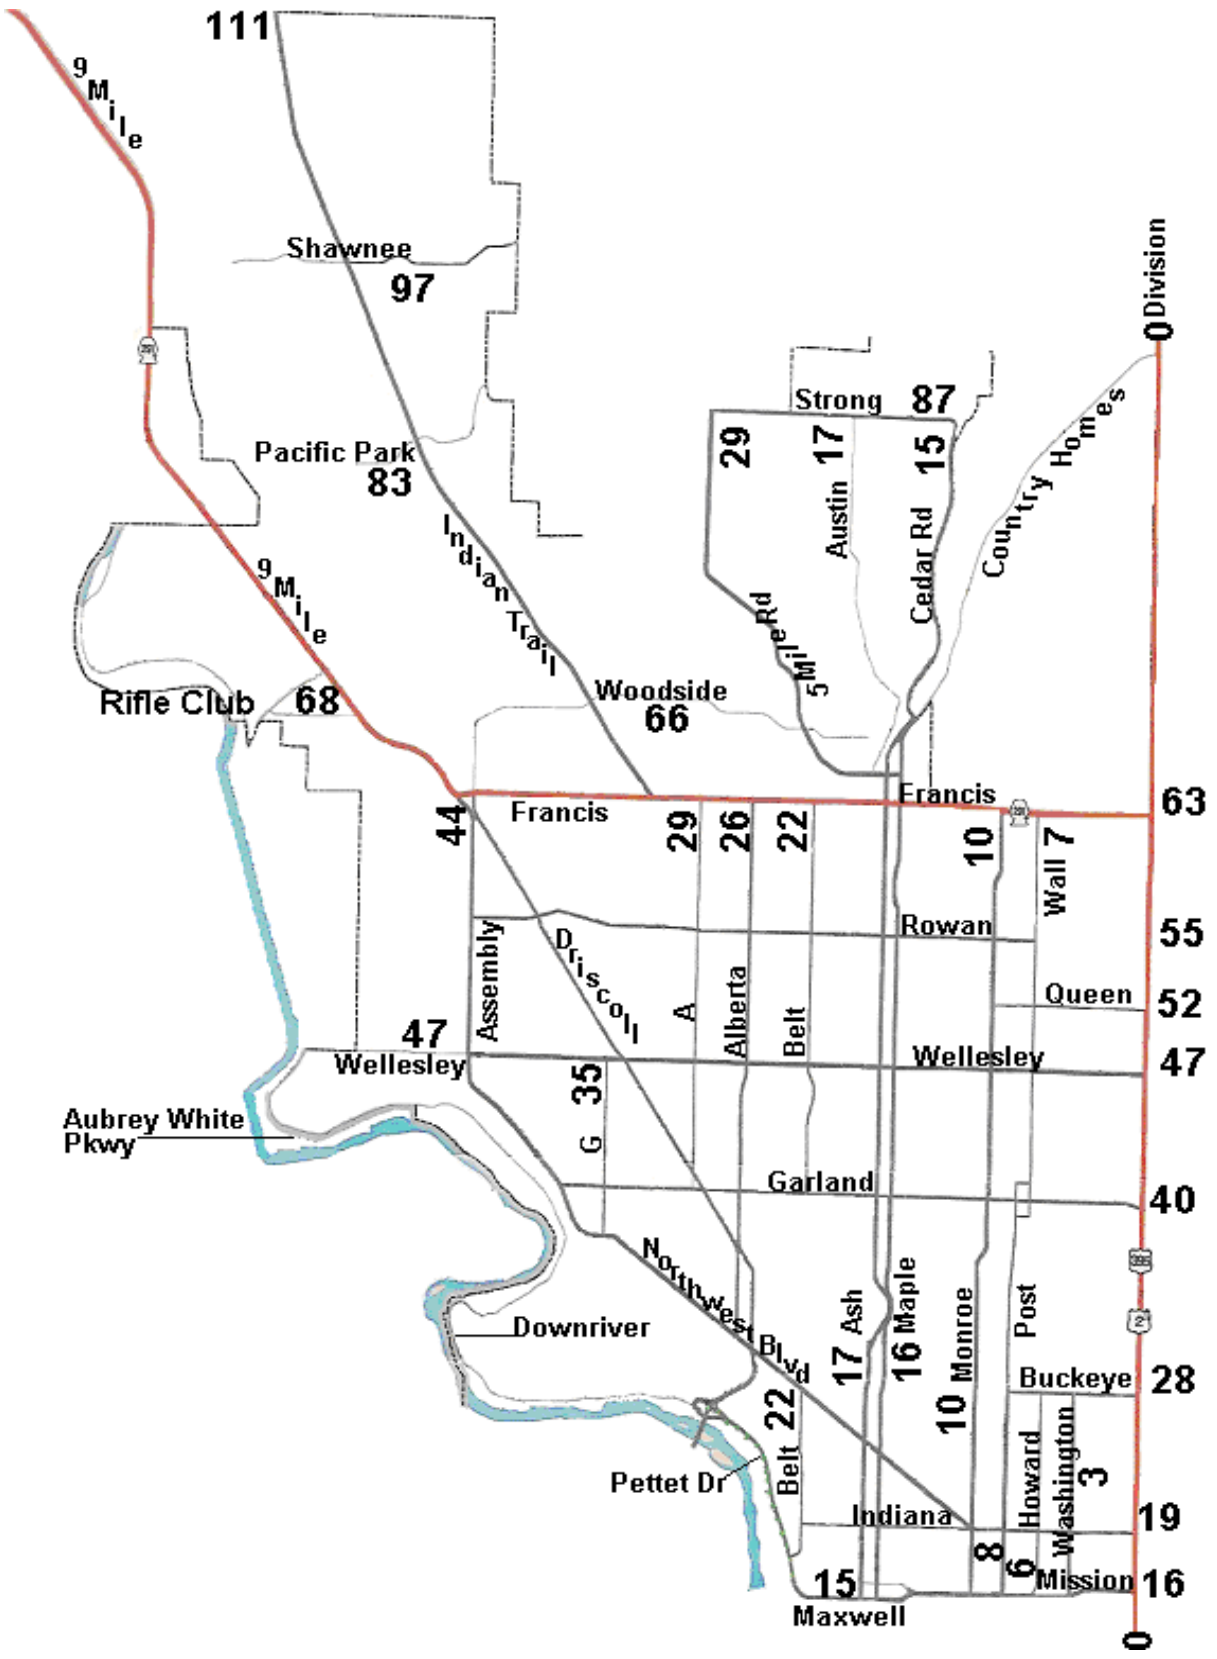 111
9 Mile
Shawnee
97
Division
0
Strong
87
29
17
15
Country Homes
Pacific Park
83
Austin
Cedar Rd
Indian Trail
9 Mile
5 Mile Rd
Rifle Club
68
Woodside
66
Francis
Francis
63
44
29
26
22
10
7
Wall
Rowan
55
Assembly
Driscoll
A
Alberta
Belt
Queen
52
47
Wellesley
Wellesley
47
35
G
Aubrey White
Pkwy
Garland
40
395
2
Northwest Blvd
Downriver
Ash
17
Maple
16
Monroe
10
Post
Buckeye
28
22
Belt
Howard
Washington
3
Pettet Dr
Indiana
19
8
6
15
Mission
16
Maxwell
0